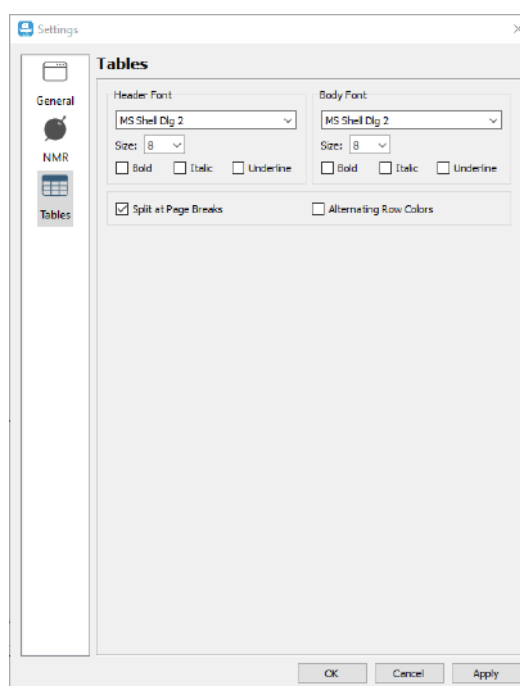 Settings
General
NMR
Tables
Tables
Header Font
MS Shell Dlg 2
Size: 8
Bold Italic Underline
Body Font
MS Shell Dlg 2
Size: 8
Bold Italic Underline
Split at Page Breaks
Alternating Row Colors
OK Cancel Apply